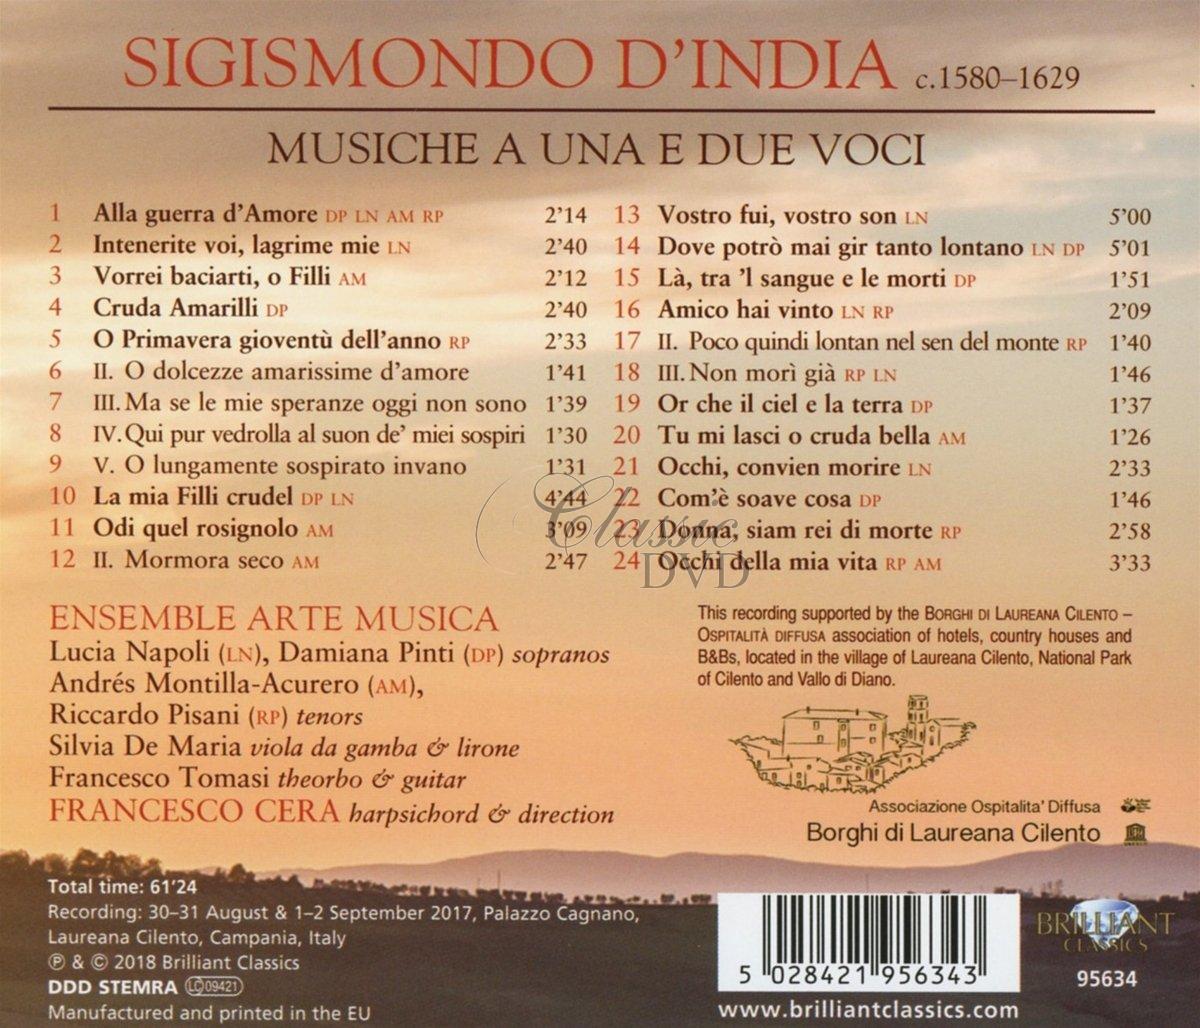 SIGISMONDO D'INDIA c.1580–1629
MUSICHE A UNA E DUE VOCI
1 Alla guerra d'Amore DP LN AM RP 2'14
2 Intenerite voi, lagrime mie LN 2'40
3 Vorrei baciarti, o Filli AM 2'12
4 Cruda Amarilli DP 2'40
5 O Primavera gioventù dell'anno RP 2'33
6 II. O dolcezze amarissime d'amore 1'41
7 III. Ma se le mie speranze oggi non sono 1'39
8 IV. Qui pur vedrolla al suon de' miei sospiri 1'30
9 V. O lungamente sospirato invano 1'31
10 La mia Filli crudel DP LN 4'44
11 Odi quel rosignolo AM 3'09
12 II. Mormora seco AM 2'47
13 Vostro fui, vostro son LN 5'00
14 Dove potrò mai gir tanto lontano LN DP 5'01
15 Là, tra 'l sangue e le morti DP 1'51
16 Amico hai vinto LN RP 2'09
17 II. Poco quindi lontan nel sen del monte RP 1'40
18 III. Non morì già RP LN 1'46
19 Or che il ciel e la terra DP 1'37
20 Tu mi lasci o cruda bella AM 1'26
21 Occhi, convien morire LN 2'33
22 Com'è soave cosa DP 1'46
23 Donna, siam rei di morte RP 2'58
24 Occhi della mia vita RP AM 3'33
Classic
DVD
ENSEMBLE ARTE MUSICA
Lucia Napoli (LN), Damiana Pinti (DP) sopranos
Andrés Montilla-Acurero (AM),
Riccardo Pisani (RP) tenors
Silvia De Maria viola da gamba & lirone
Francesco Tomasi theorbo & guitar
FRANCESCO CERA harpsichord & direction
This recording supported by the BORGHI DI LAUREANA CILENTO –
OSPITALITÀ DIFFUSA association of hotels, country houses and
B&Bs, located in the village of Laureana Cilento, National Park
of Cilento and Vallo di Diano.
Associazione Ospitalita' Diffusa
Borghi di Laureana Cilento
Total time: 61'24
Recording: 30–31 August & 1–2 September 2017, Palazzo Cagnano,
Laureana Cilento, Campania, Italy
℗ & © 2018 Brilliant Classics
DDD STEMRA LC 09421
Manufactured and printed in the EU
5 028421 956343
www.brilliantclassics.com
BRILLIANT
CLASSICS
95634